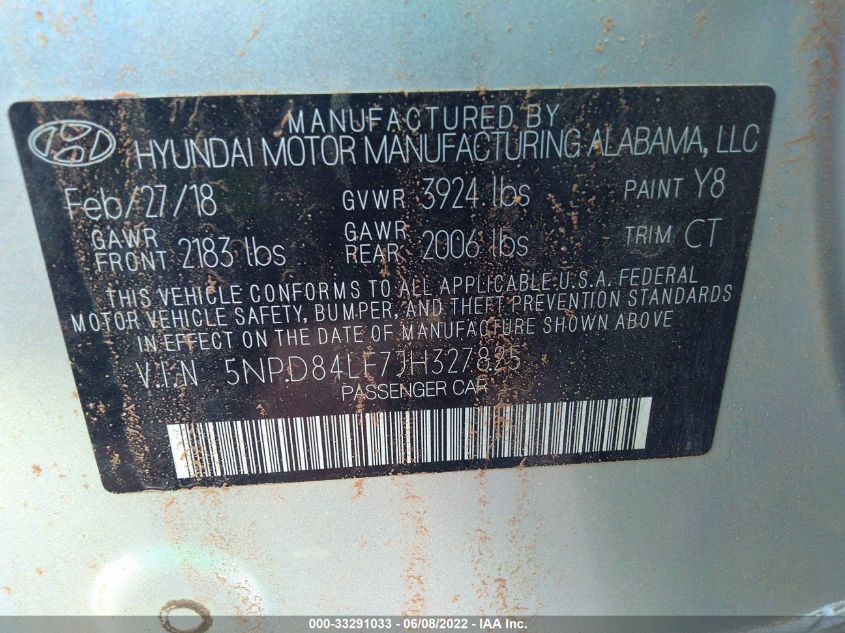 MANUFACTURED BY
HYUNDAI MOTOR MANUFACTURING ALABAMA, LLC
Feb/27/18 GVWR 3924 lbs PAINT Y8
GAWR FRONT 2183 lbs GAWR REAR 2006 lbs TRIM CT
THIS VEHICLE CONFORMS TO ALL APPLICABLE U.S.A. FEDERAL
MOTOR VEHICLE SAFETY, BUMPER, AND THEFT PREVENTION STANDARDS
IN EFFECT ON THE DATE OF MANUFACTURE SHOWN ABOVE
V.I.N 5NPD84LF7JH327825
PASSENGER CAR
000-33291033 - 06/08/2022 - IAAI.com